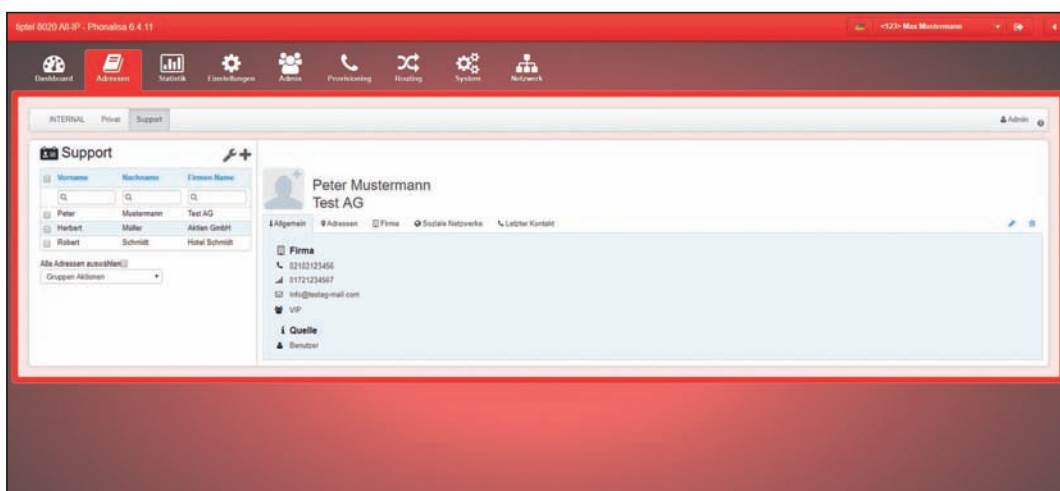 tiptel 8020 All-IP - Phonalisa 6.4.11
<123> Max Mustermann
Dashboard Adressen Statistik Einstellungen Admin Provisioning Routing System Netzwerk
INTERNAL Privat Support Admin
Support
Vorname Nachname Firmen Name
Peter Mustermann Test AG
Herbert Müller Aktien GmbH
Robert Schmidt Hotel Schmidt
Alle Adressen auswählen
Gruppen Aktionen
Peter Mustermann
Test AG
Allgemein Adressen Firma Soziale Netzwerke Letzter Kontakt
Firma
02102123456
01721234567
info@testag-mail.com
VIP
Quelle
Benutzer